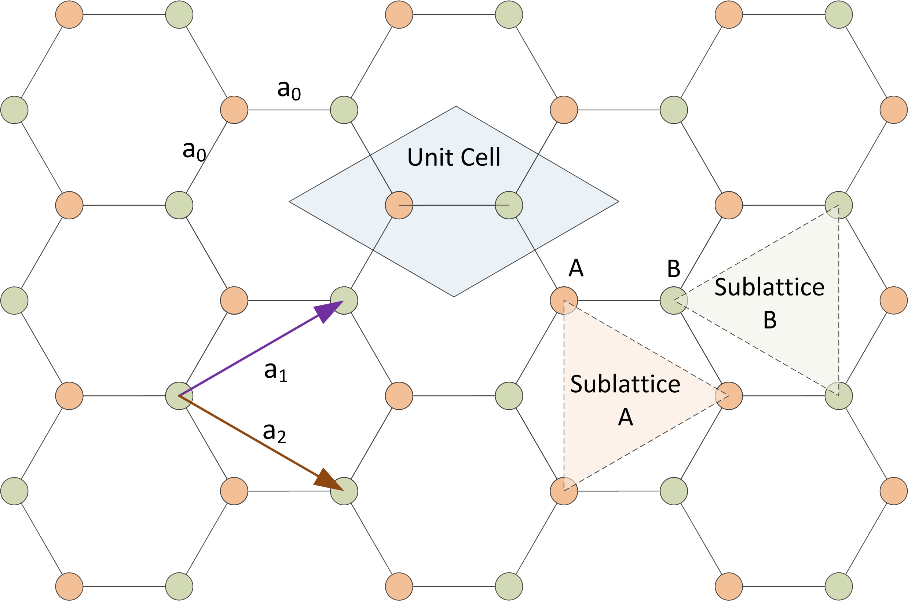 a₀
a₀
Unit Cell
A
B
Sublattice
B
a₁
Sublattice
A
a₂